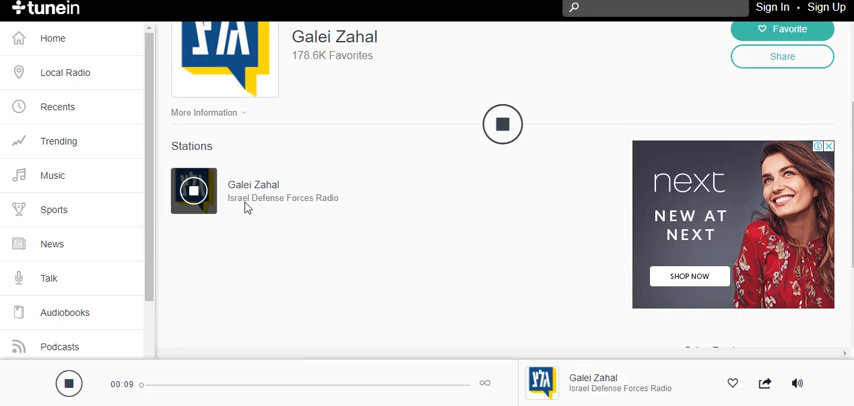 tunein
Sign In • Sign Up
Home
Local Radio
Recents
Trending
Music
Sports
News
Talk
Audiobooks
Podcasts
Galei Zahal
178.6K Favorites
Favorite
Share
More Information
Stations
Galei Zahal
Israel Defense Forces Radio
next
NEW AT
NEXT
SHOP NOW
00:09
גלצ
Galei Zahal
Israel Defense Forces Radio